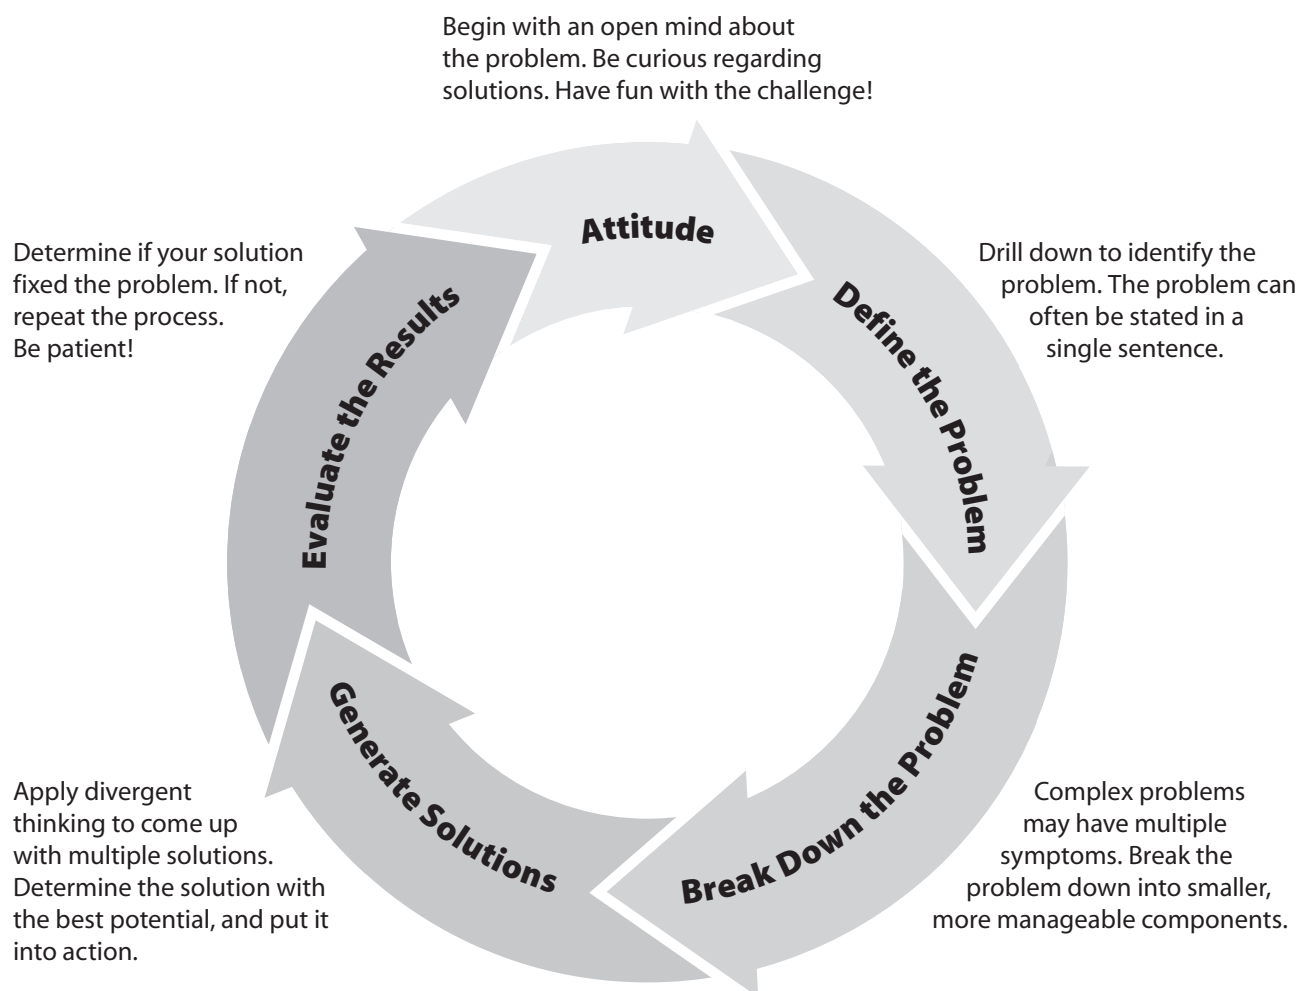 Begin with an open mind about
the problem. Be curious regarding
solutions. Have fun with the challenge!
Attitude
Drill down to identify the
problem. The problem can
often be stated in a
single sentence.
Define the Problem
Complex problems
may have multiple
symptoms. Break the
problem down into smaller,
more manageable components.
Break Down the Problem
Apply divergent
thinking to come up
with multiple solutions.
Determine the solution with
the best potential, and put it
into action.
Generate Solutions
Determine if your solution
fixed the problem. If not,
repeat the process.
Be patient!
Evaluate the Results